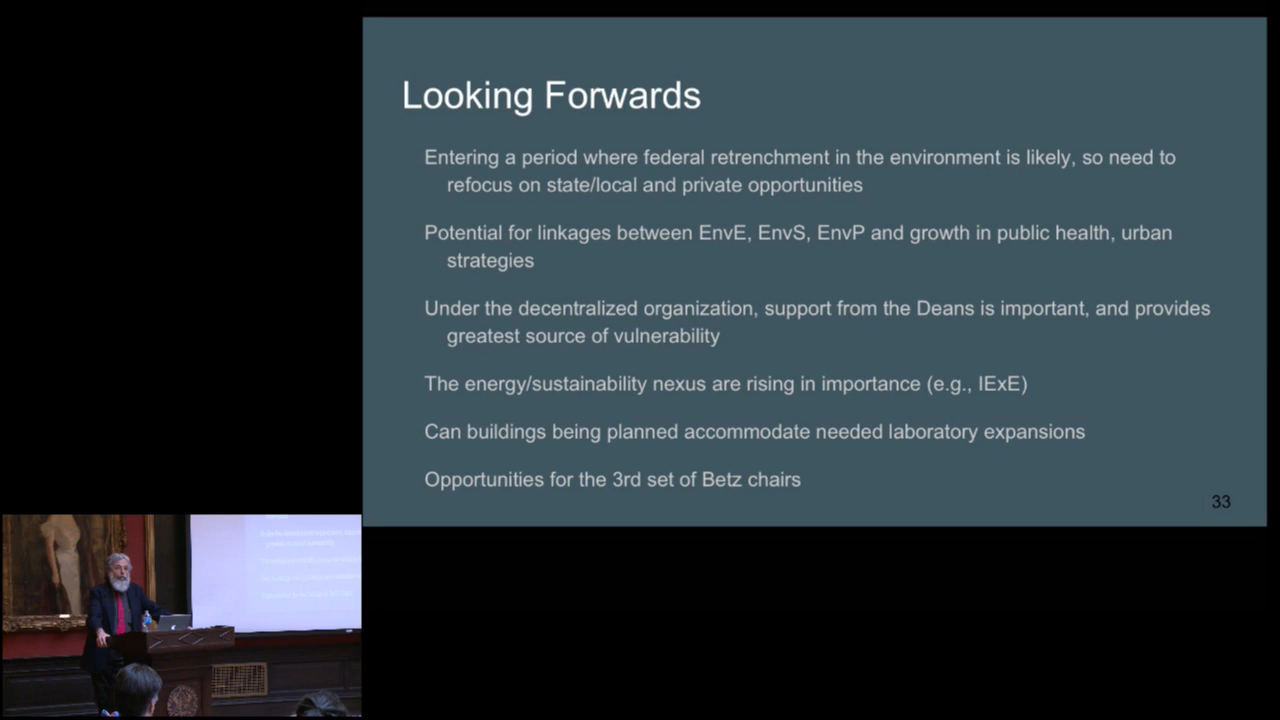 Looking Forwards
Entering a period where federal retrenchment in the environment is likely, so need to
refocus on state/local and private opportunities
Potential for linkages between EnvE, EnvS, EnvP and growth in public health, urban
strategies
Under the decentralized organization, support from the Deans is important, and provides
greatest source of vulnerability
The energy/sustainability nexus are rising in importance (e.g., IExE)
Can buildings being planned accommodate needed laboratory expansions
Opportunities for the 3rd set of Betz chairs
33